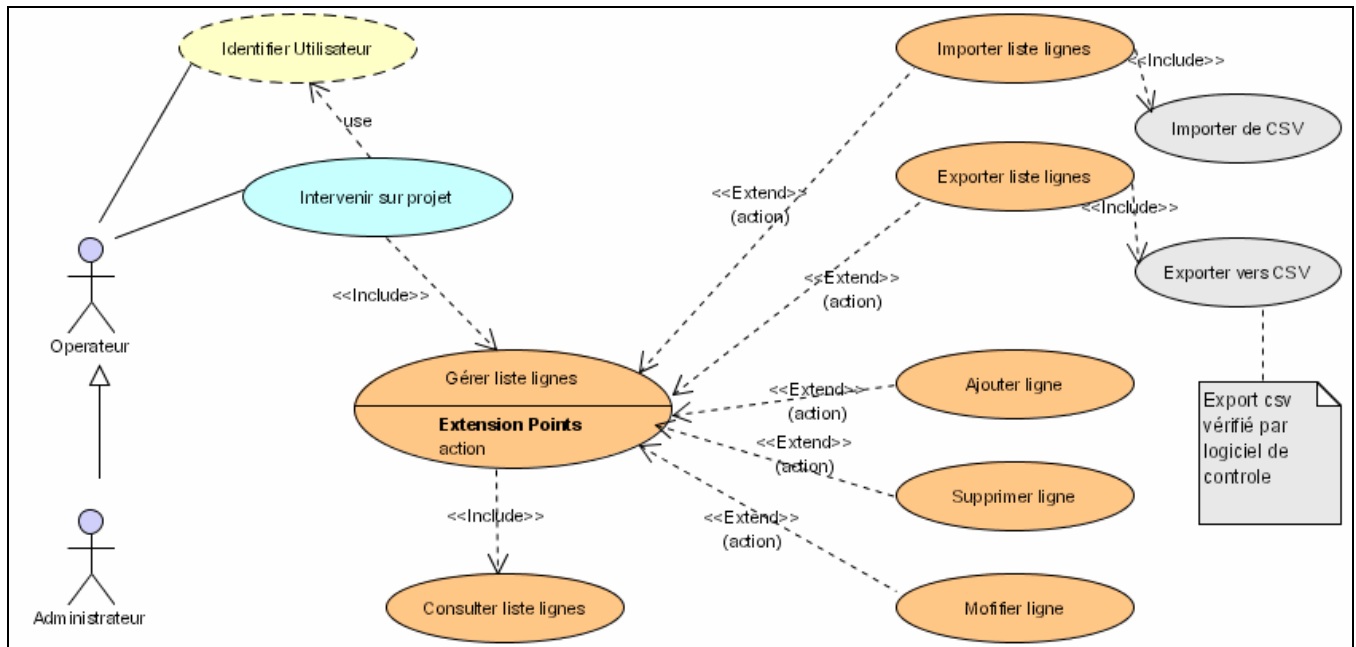 Identifier Utilisateur
use
Intervenir sur projet
Operateur
Administrateur
<<Include>>
Gérer liste lignes
Extension Points
action
<<Include>>
Consulter liste lignes
Importer liste lignes
<<Include>>
Importer de CSV
<<Extend>>
(action)
Exporter liste lignes
<<Include>>
Exporter vers CSV
<<Extend>>
(action)
Export csv
vérifié par
logiciel de
controle
<<Extend>>
(action)
Ajouter ligne
<<Extend>>
(action)
Supprimer ligne
<<Extend>>
(action)
Mofifier ligne